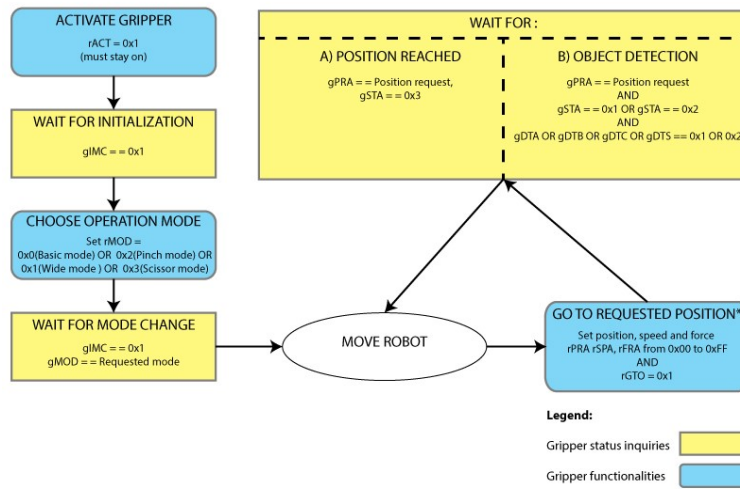 ACTIVATE GRIPPER
rACT = 0x1
(must stay on)
WAIT FOR INITIALIZATION
gIMC == 0x1
CHOOSE OPERATION MODE
Set rMOD =
0x0(Basic mode) OR 0x2(Pinch mode) OR
0x1(Wide mode ) OR 0x3(Scissor mode)
WAIT FOR MODE CHANGE
gIMC == 0x1
gMOD == Requested mode
WAIT FOR :
A) POSITION REACHED
gPRA == Position request,
gSTA == 0x3
B) OBJECT DETECTION
gPRA == Position request
AND
gSTA == 0x1 OR gSTA == 0x2
AND
gDTA OR gDTB OR gDTC OR gDTS == 0x1 OR 0x2
MOVE ROBOT
GO TO REQUESTED POSITION*
Set position, speed and force
rPRA rSPA, rFRA from 0x00 to 0xFF
AND
rGTO = 0x1
Legend:
Gripper status inquiries
Gripper functionalities